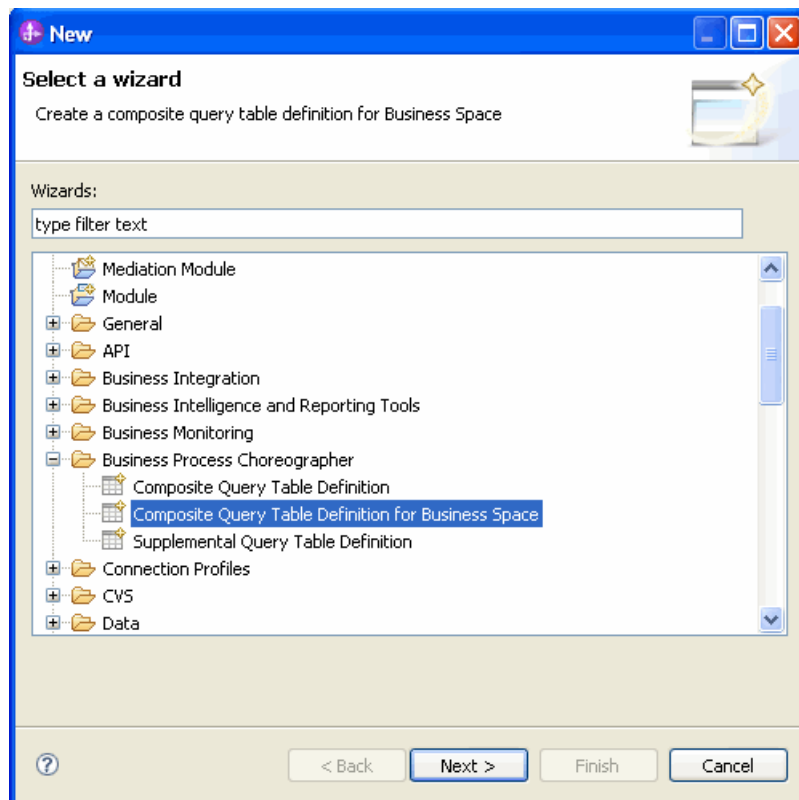 New
Select a wizard
Create a composite query table definition for Business Space
Wizards:
type filter text
Mediation Module
Module
General
API
Business Integration
Business Intelligence and Reporting Tools
Business Monitoring
Business Process Choreographer
Composite Query Table Definition
Composite Query Table Definition for Business Space
Supplemental Query Table Definition
Connection Profiles
CVS
Data
? < Back Next > Finish Cancel